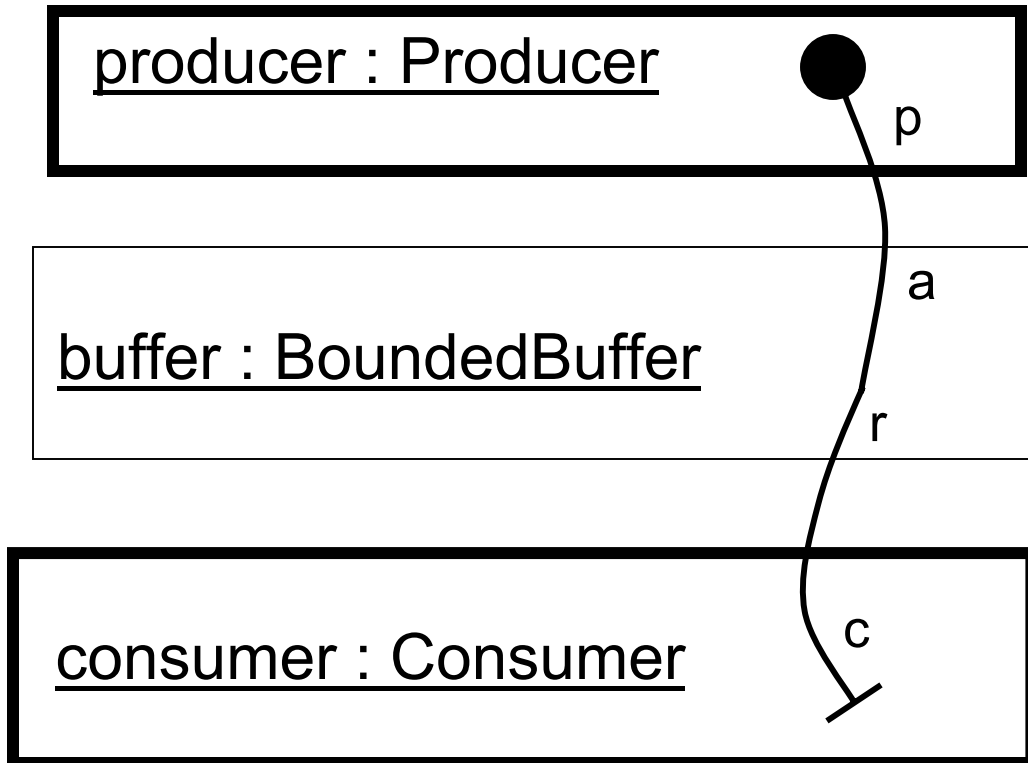 producer : Producer
p
a
buffer : BoundedBuffer
r
c
consumer : Consumer